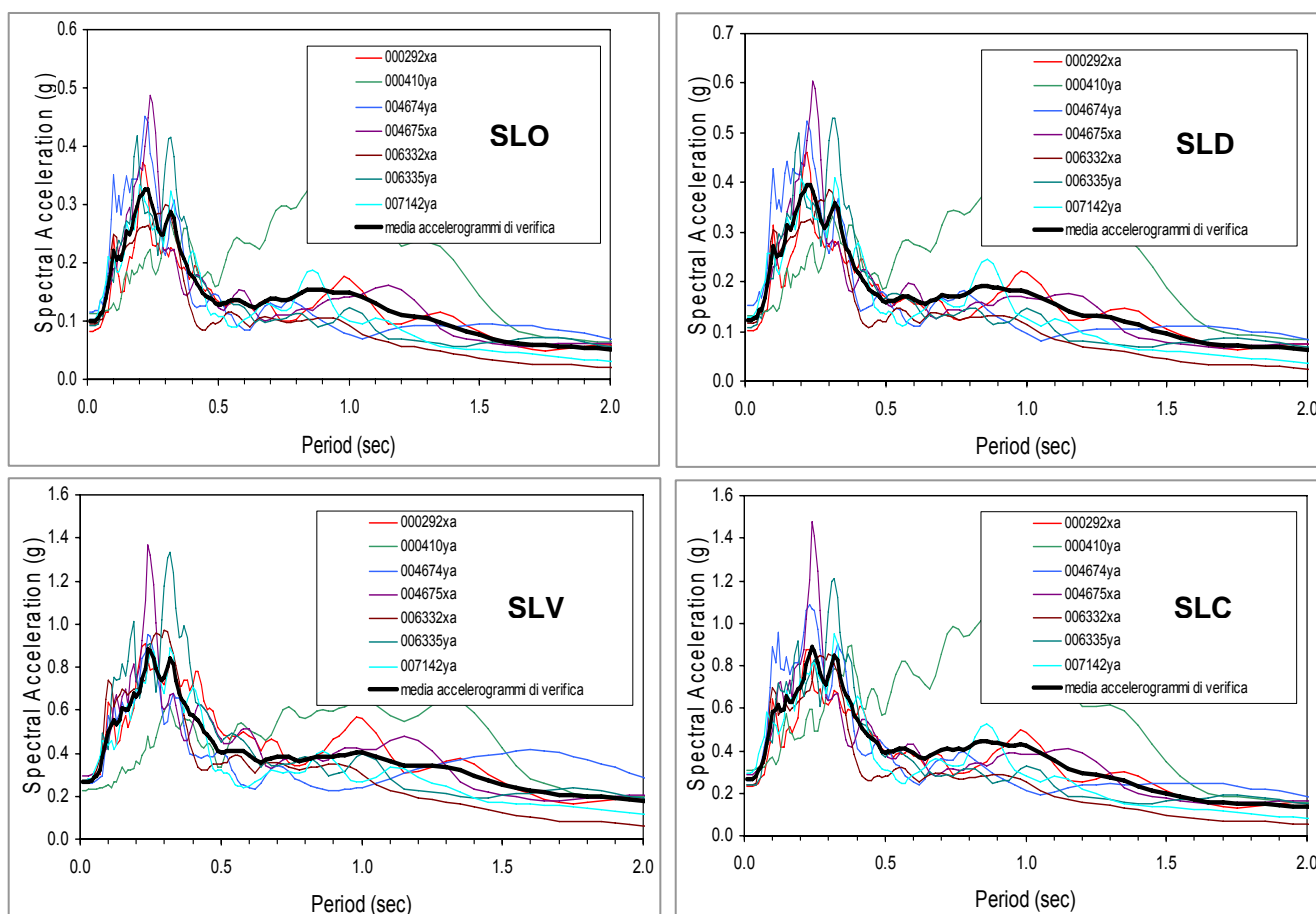 0.6
0.5
0.4
0.3
0.2
0.1
0.0
Spectral Acceleration (g)
000292xa
000410ya
004674ya
004675xa
006332xa
006335ya
007142ya
media accelerogrammi di verifica
SLO
0.0 0.5 1.0 1.5 2.0
Period (sec)
0.7
0.6
0.5
0.4
0.3
0.2
0.1
0.0
Spectral Acceleration (g)
000292xa
000410ya
004674ya
004675xa
006332xa
006335ya
007142ya
media accelerogrammi di verifica
SLD
0.0 0.5 1.0 1.5 2.0
Period (sec)
1.6
1.4
1.2
1.0
0.8
0.6
0.4
0.2
0.0
Spectral Acceleration (g)
000292xa
000410ya
004674ya
004675xa
006332xa
006335ya
007142ya
media accelerogrammi di verifica
SLV
0.0 0.5 1.0 1.5 2.0
Period (sec)
1.6
1.4
1.2
1.0
0.8
0.6
0.4
0.2
0.0
Spectral Acceleration (g)
000292xa
000410ya
004674ya
004675xa
006332xa
006335ya
007142ya
media accelerogrammi di verifica
SLC
0.0 0.5 1.0 1.5 2.0
Period (sec)